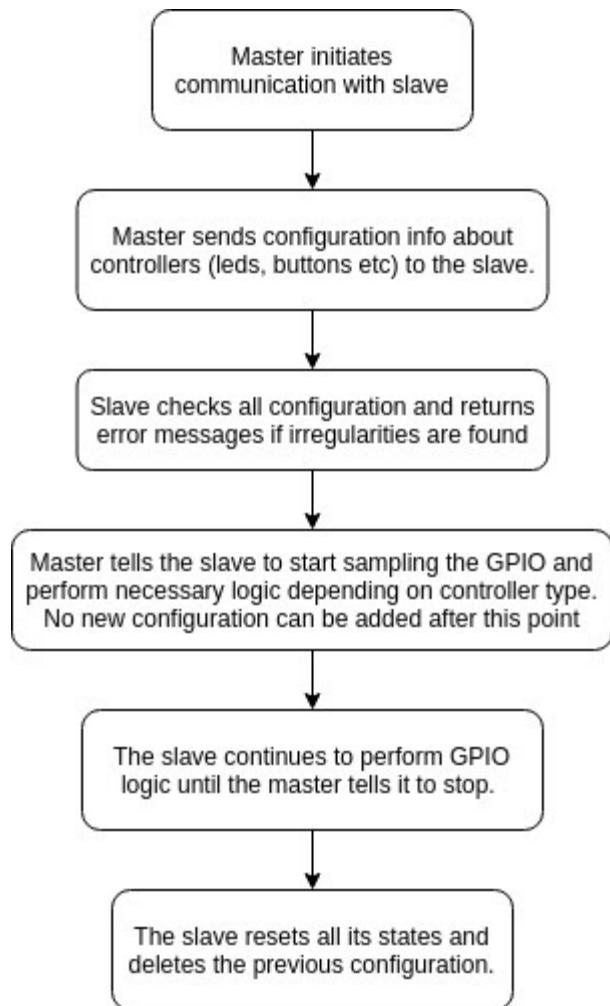 Master initiates
communication with slave
Master sends configuration info about
controllers (leds, buttons etc) to the slave.
Slave checks all configuration and returns
error messages if irregularities are found
Master tells the slave to start sampling the GPIO and
perform necessary logic depending on controller type.
No new configuration can be added after this point
The slave continues to perform GPIO
logic until the master tells it to stop.
The slave resets all its states and
deletes the previous configuration.